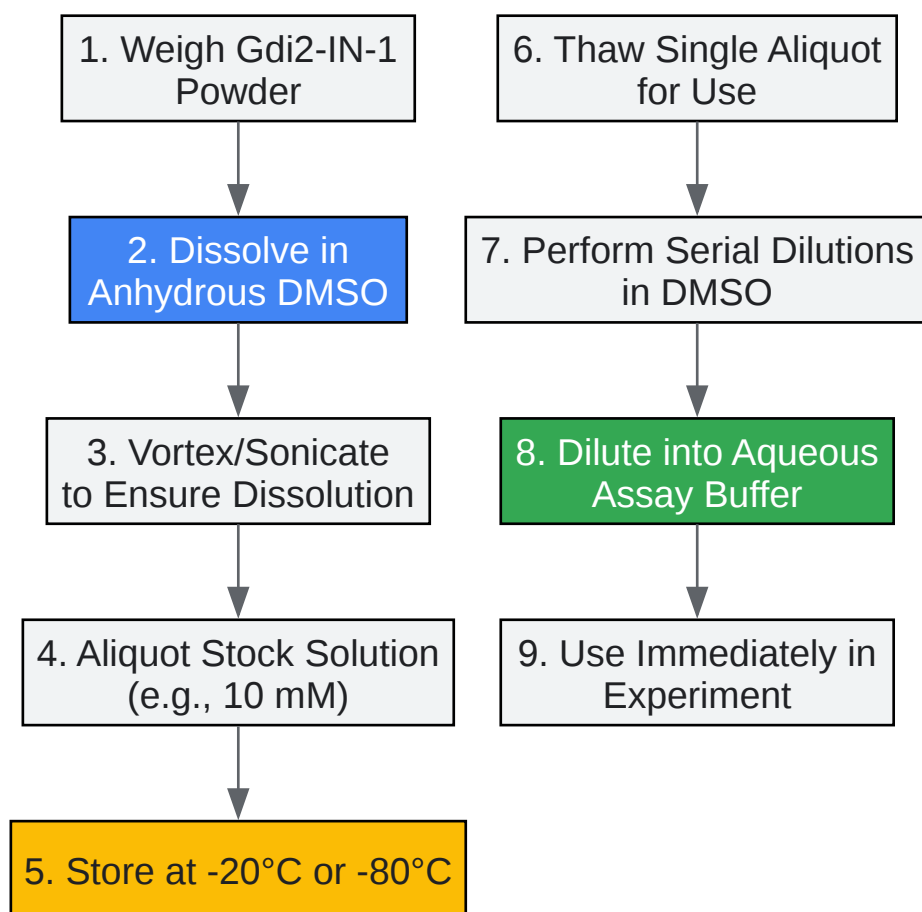 1. Weigh Gdi2-IN-1
Powder
2. Dissolve in
Anhydrous DMSO
3. Vortex/Sonicate
to Ensure Dissolution
4. Aliquot Stock Solution
(e.g., 10 mM)
5. Store at -20°C or -80°C
6. Thaw Single Aliquot
for Use
7. Perform Serial Dilutions
in DMSO
8. Dilute into Aqueous
Assay Buffer
9. Use Immediately in
Experiment